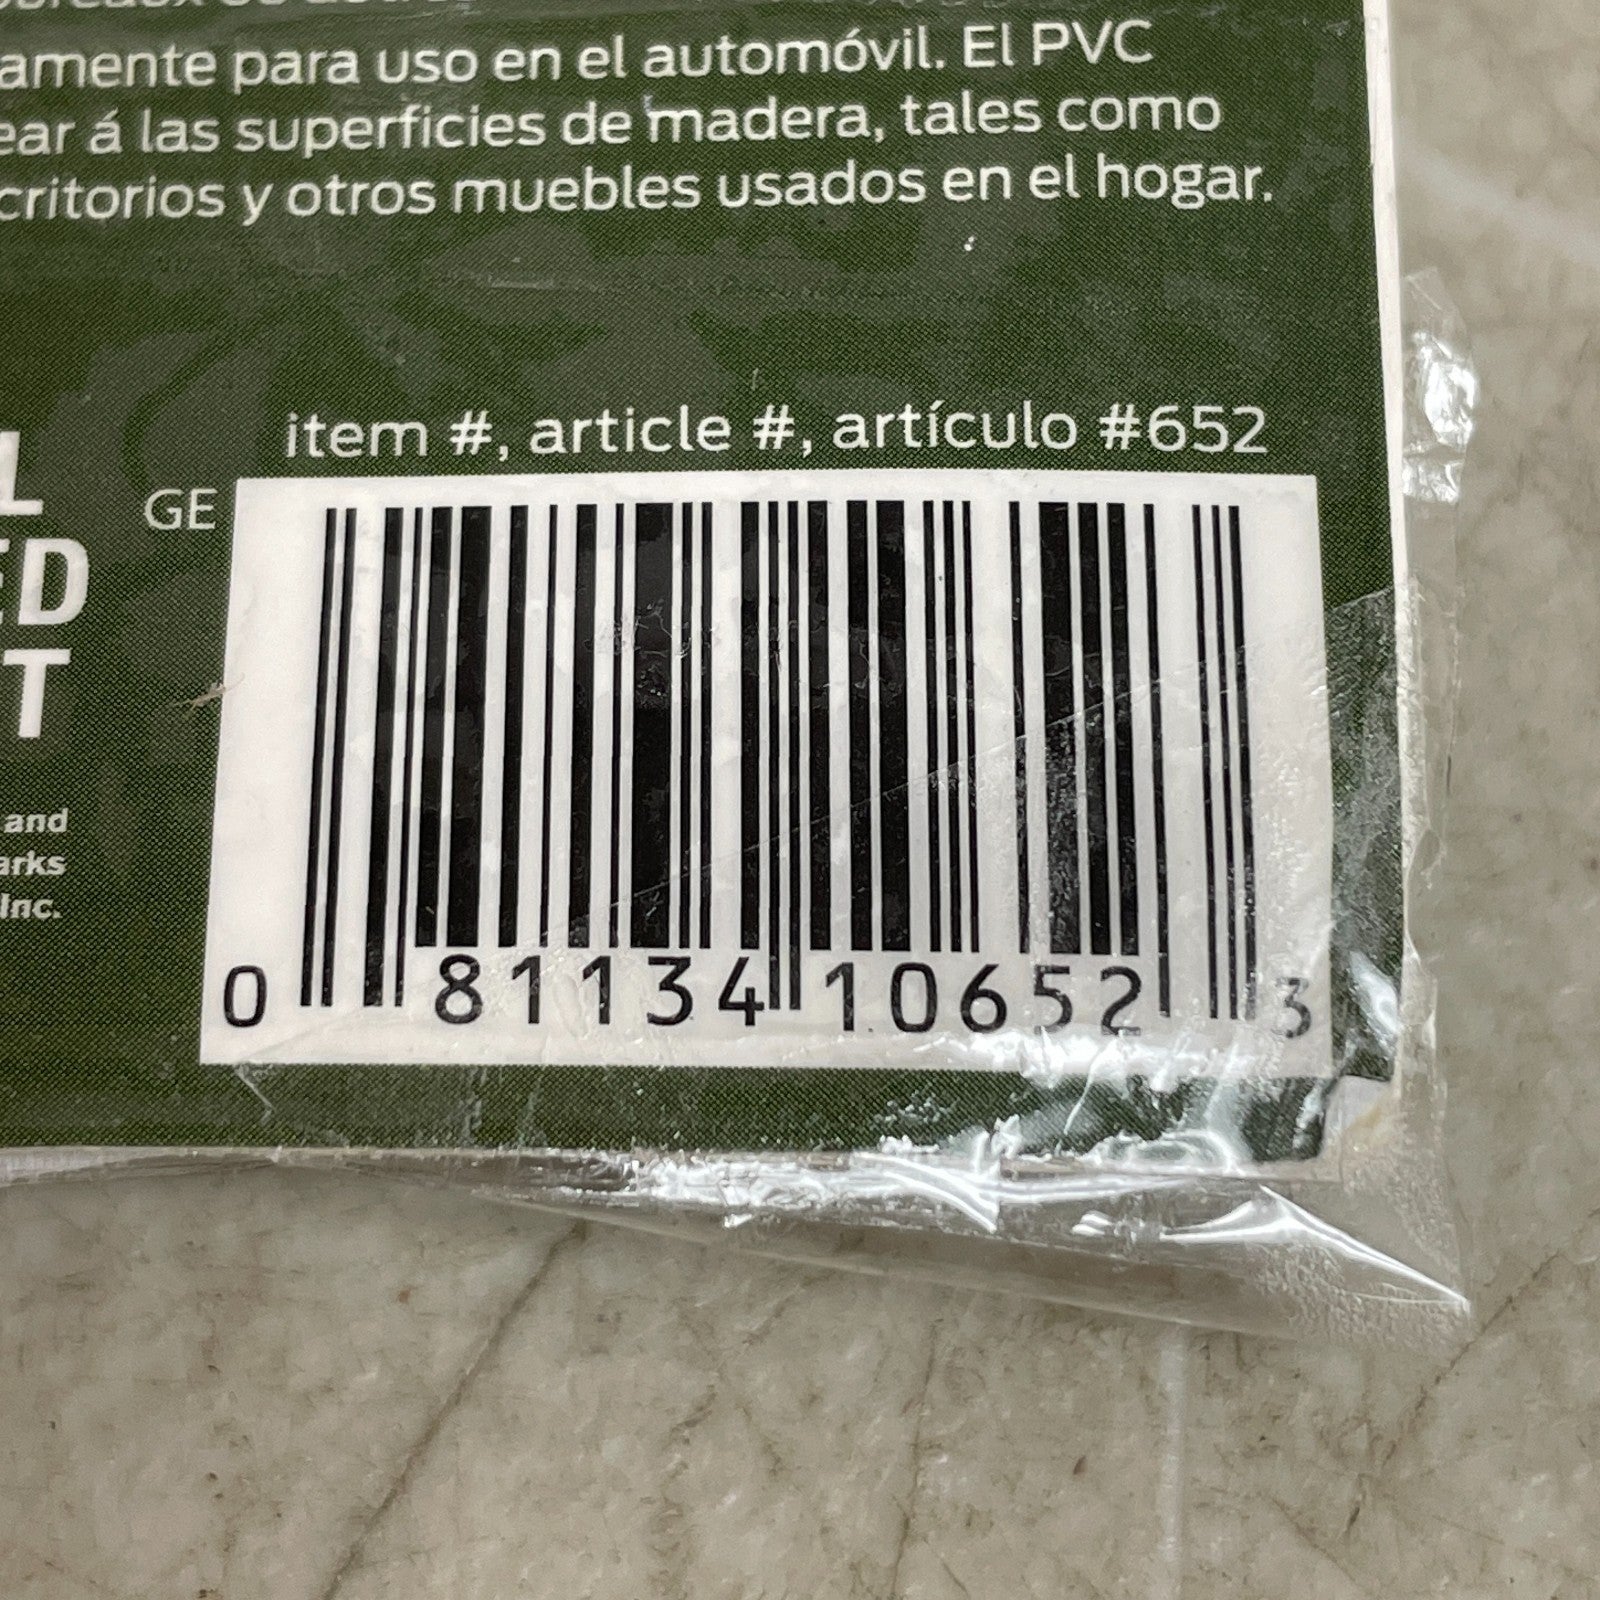 amente para uso en el automóvil. El PVC
ear á las superficies de madera, tales como
critorios y otros muebles usados en el hogar.
item #, article #, artículo #652
GE
L
ED
T
and
arks
Inc.
0 81134 10652 3